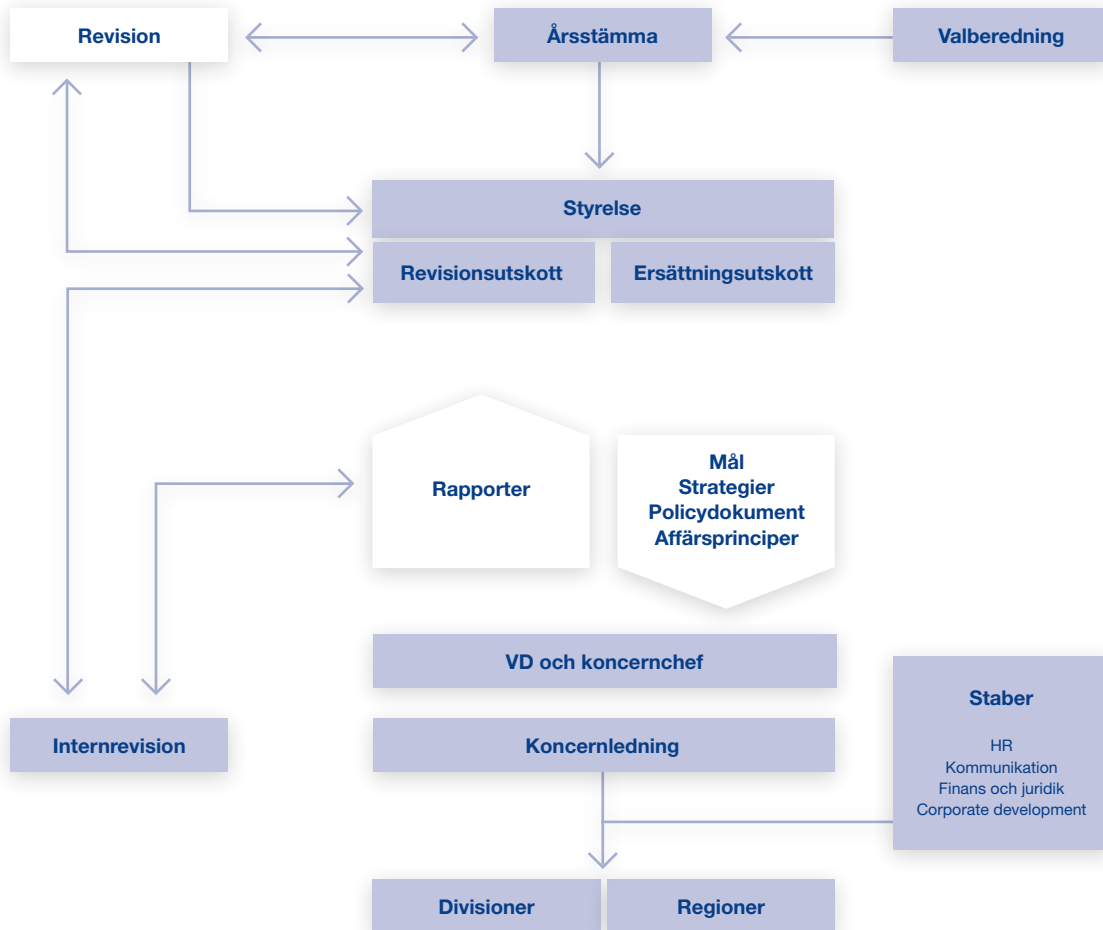 Revision
Årsstämma
Valberedning
Styrelse
Revisionsutskott
Ersättningsutskott
Rapporter
Mål
Strategier
Policydokument
Affärsprinciper
VD och koncernchef
Internrevision
Koncernledning
Staber
HR
Kommunikation
Finans och juridik
Corporate development
Divisioner
Regioner